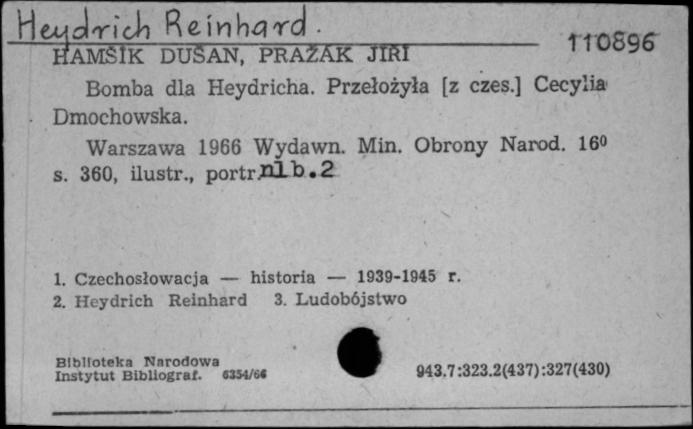 Heydrich Reinhard.
110896
HAMŠÍK DUŠAN, PRAŽÁK JIŘÍ
Bomba dla Heydricha. Przełożyła [z czes.] Cecylia
Dmochowska.
Warszawa 1966 Wydawn. Min. Obrony Narod. 16⁰
s. 360, ilustr., portr. nlb.2
1. Czechosłowacja — historia — 1939-1945 r.
2. Heydrich Reinhard 3. Ludobójstwo
Biblioteka Narodowa
Instytut Bibliograf. 6354/66
943.7:323.2(437):327(430)